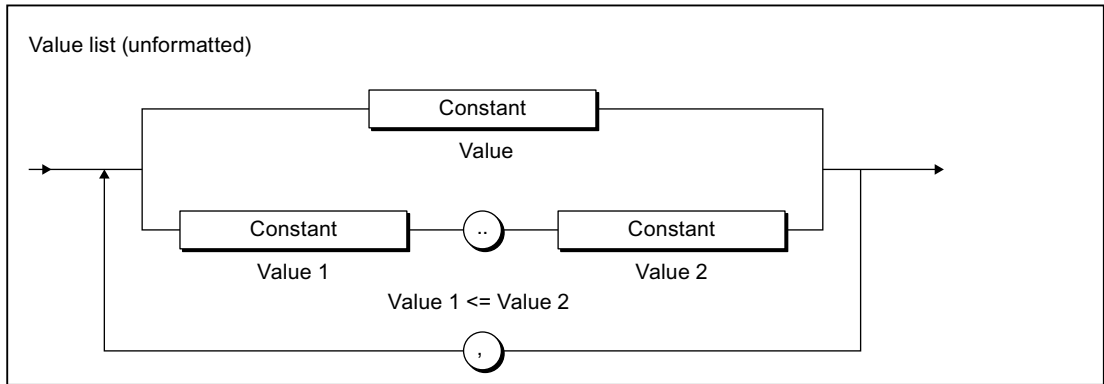 Value list (unformatted)
Constant
Value
Constant
..
Constant
Value 1
Value 2
Value 1 <= Value 2
,